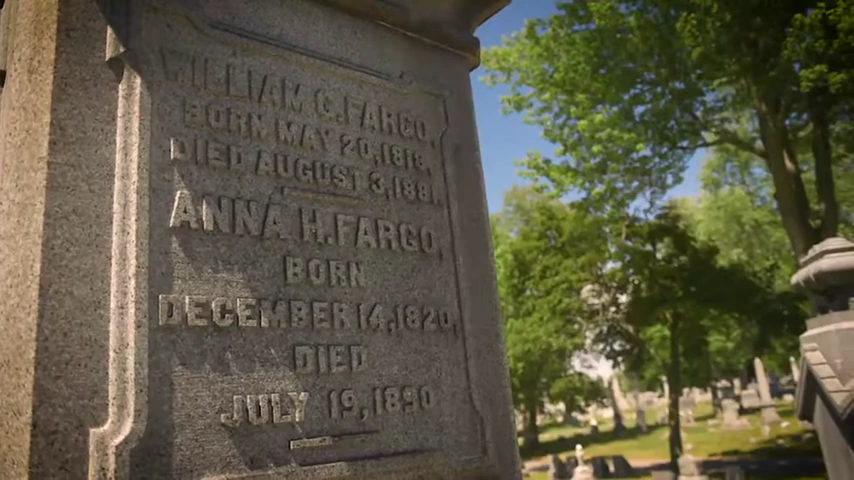 WILLIAM G. FARGO.
BORN MAY 20, 1818.
DIED AUGUST 3, 1881.
ANNA H. FARGO.
BORN
DECEMBER 14, 1820.
DIED
JULY 19, 1890